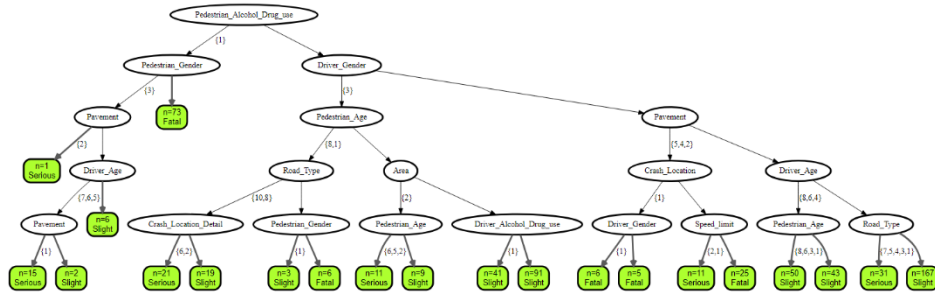 Pedestrian_Alcohol_Drug_use
{1}
Pedestrian_Gender
Driver_Gender
{3}
{3}
Pavement
n=73
Fatal
Pedestrian_Age
Pavement
{2}
{8,1}
{5,4,2}
n=1
Serious
Driver_Age
Road_Type
Area
Crash_Location
Driver_Age
{7,6,5}
{10,8}
{2}
{1}
{8,6,4}
Pavement
n=6
Slight
Crash_Location_Detail
Pedestrian_Gender
Pedestrian_Age
Driver_Alcohol_Drug_use
Driver_Gender
Speed_limit
Pedestrian_Age
Road_Type
{1}
{6,2}
{1}
{6,5,2}
{1}
{1}
{2,1}
{8,6,3,1}
{7,5,4,3,1}
n=15
Serious
n=2
Slight
n=21
Serious
n=19
Slight
n=3
Slight
n=6
Fatal
n=11
Serious
n=9
Slight
n=41
Slight
n=91
Slight
n=6
Fatal
n=5
Fatal
n=11
Serious
n=25
Fatal
n=50
Slight
n=43
Slight
n=31
Serious
n=167
Slight